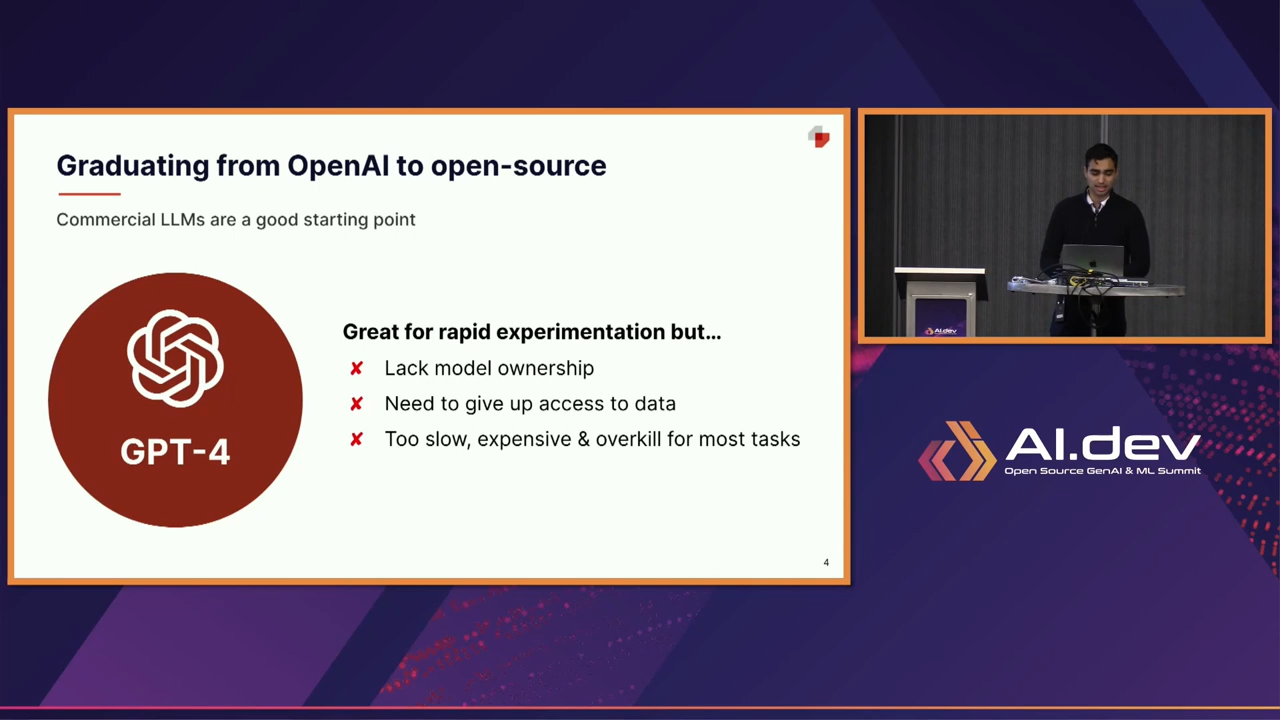 Graduating from OpenAI to open-source
Commercial LLMs are a good starting point
GPT-4
Great for rapid experimentation but...
✘ Lack model ownership
✘ Need to give up access to data
✘ Too slow, expensive & overkill for most tasks
4
AI.dev
AI.dev
Open Source GenAI & ML Summit